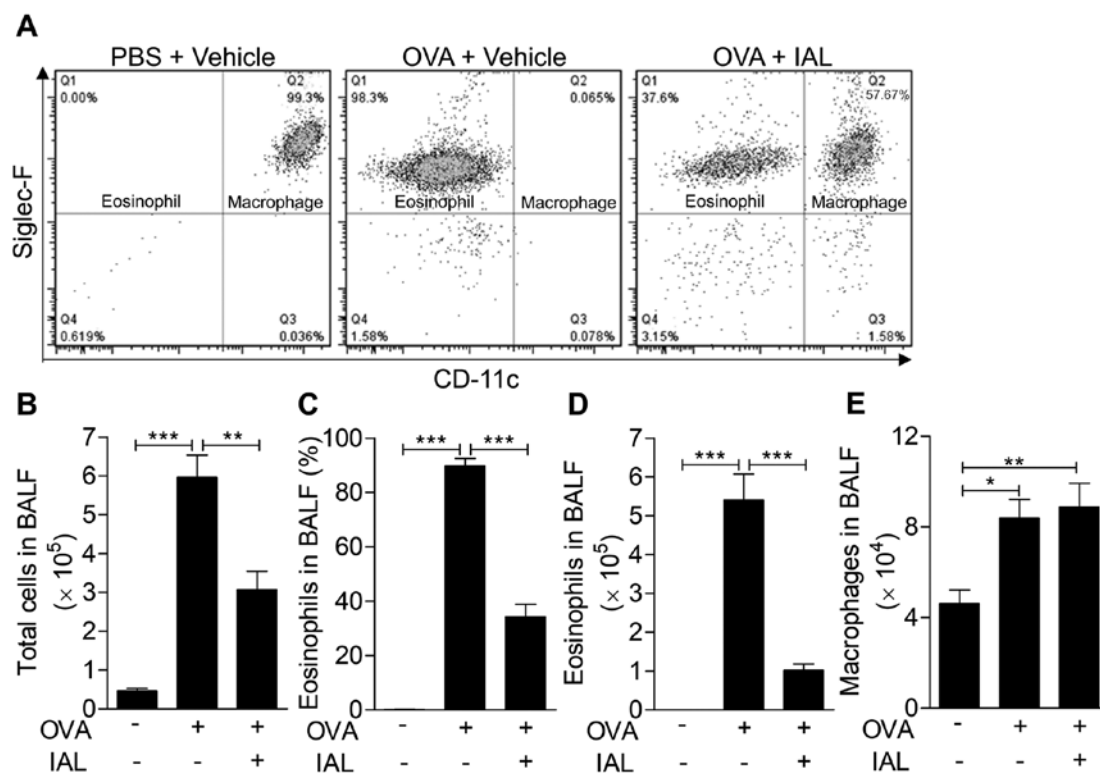 A
PBS + Vehicle
OVA + Vehicle
OVA + IAL
Q1
0.00%
Q2
99.3%
Eosinophil
Macrophage
Q4
0.619%
Q3
0.036%
Q1
98.3%
Q2
0.065%
Eosinophil
Macrophage
Q4
1.58%
Q3
0.078%
Q1
37.6%
Q2
57.67%
Eosinophil
Macrophage
Q4
3.15%
Q3
1.58%
Siglec-F
CD-11c
B
Total cells in BALF
(× 10⁵)
7
6
5
4
3
2
1
0
***
**
OVA - + +
IAL - - +
C
Eosinophils in BALF (%)
100
80
60
40
20
0
***
***
- + +
- - +
D
Eosinophils in BALF
(× 10⁵)
7
6
5
4
3
2
1
0
***
***
OVA - + +
IAL - - +
E
Macrophages in BALF
(× 10⁴)
12
8
4
0
**
*
- + +
- - +